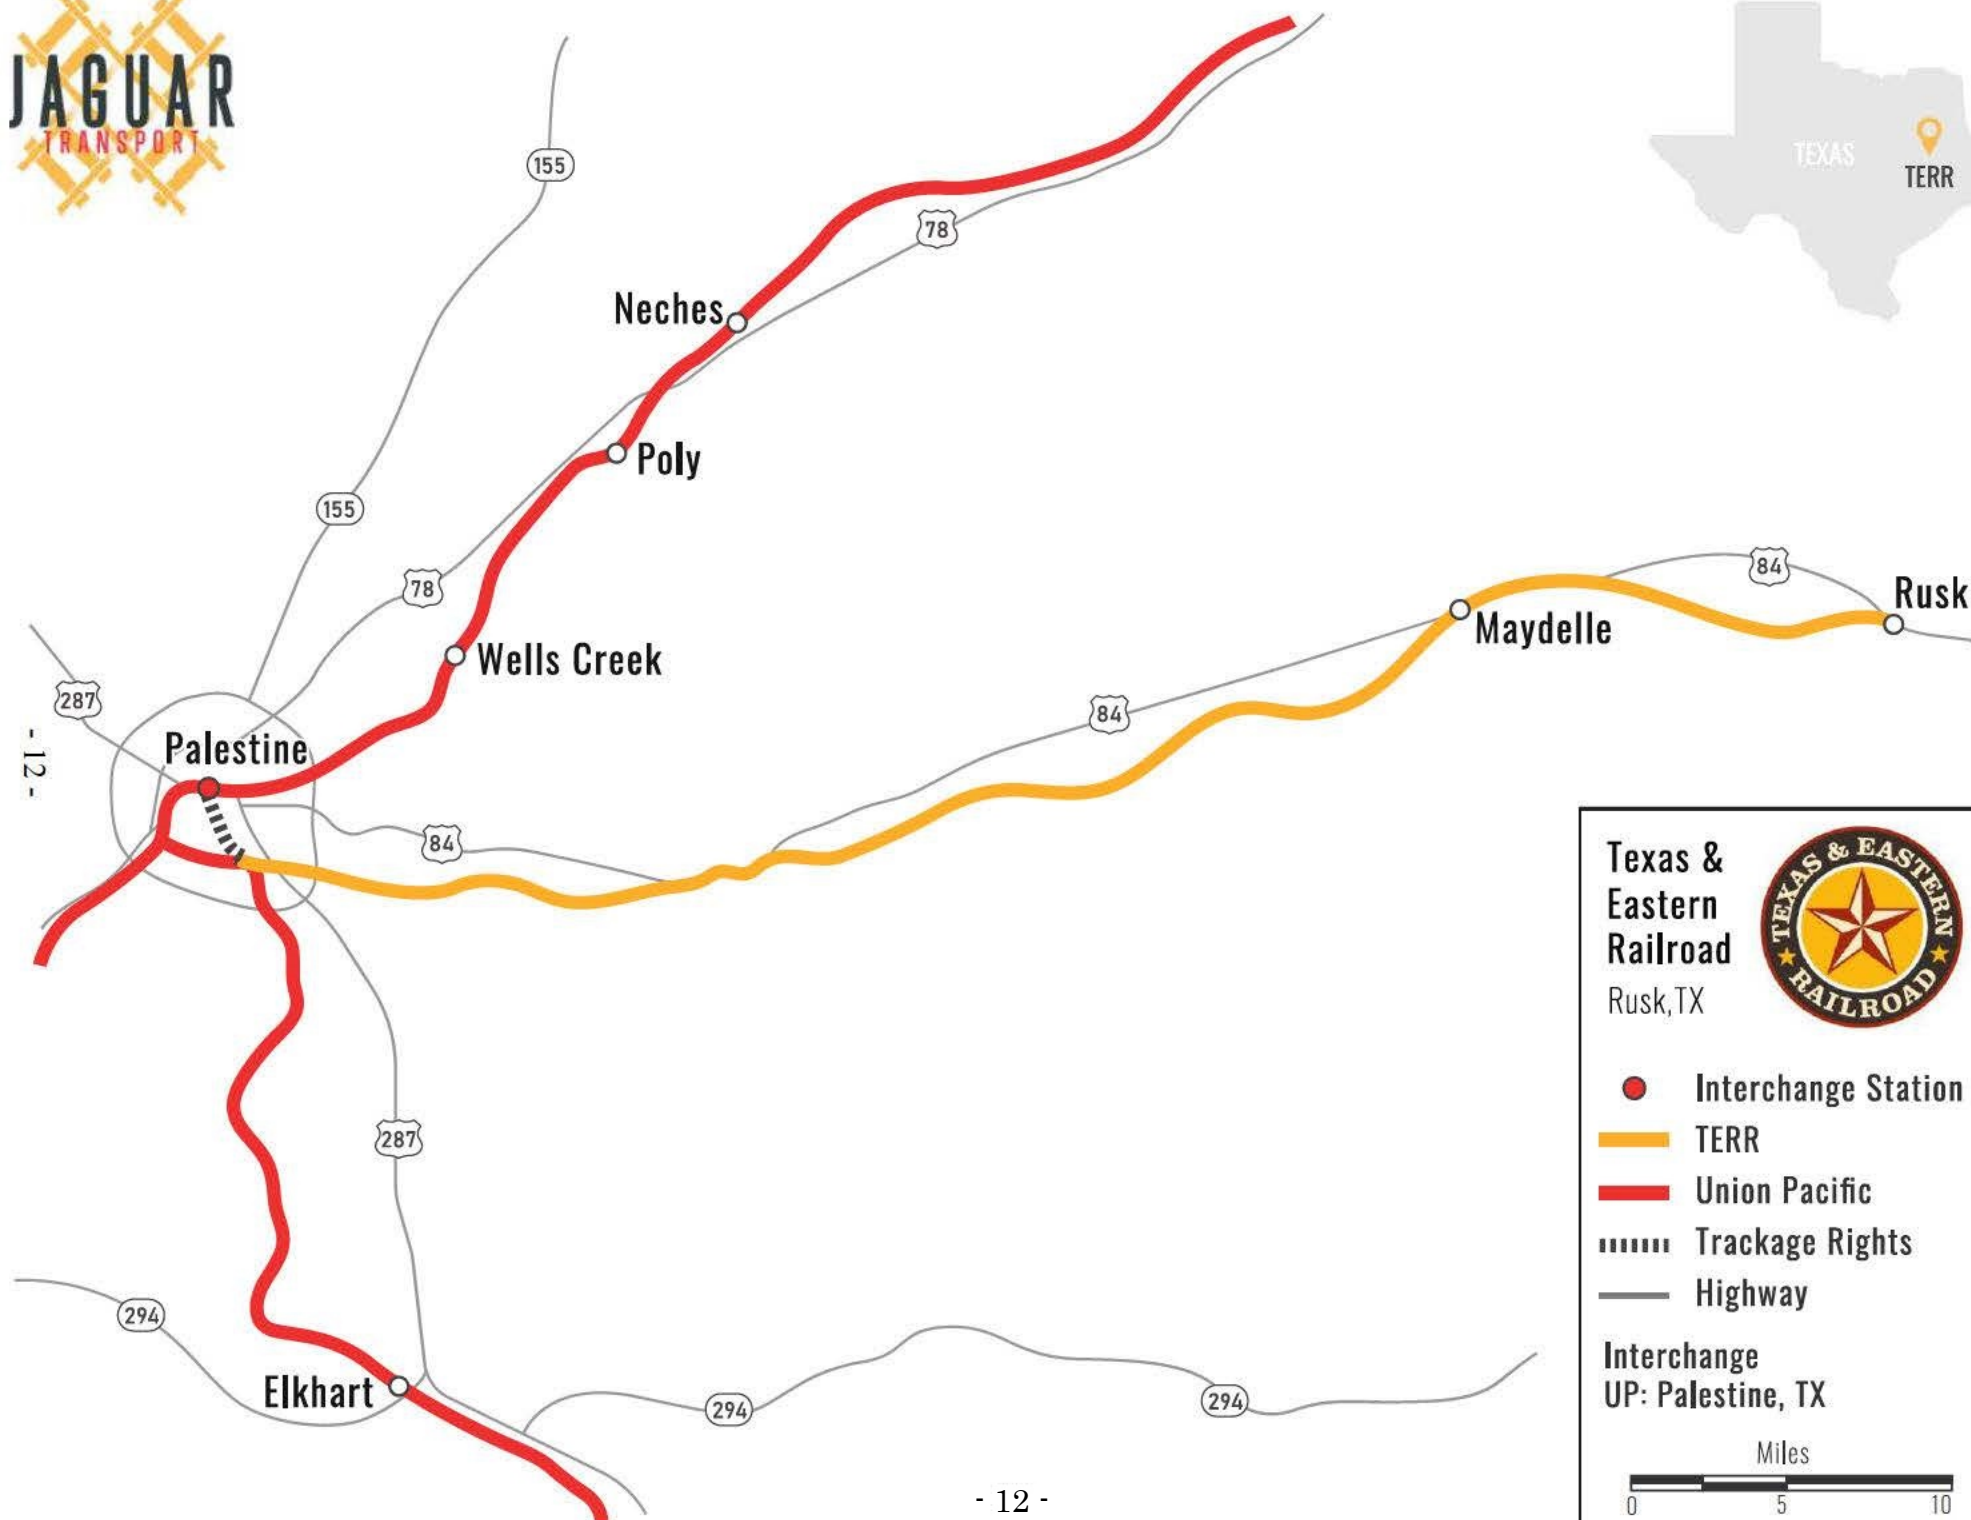 JAGUAR
TRANSPORT
TEXAS
TERR
155
78
Neches
Poly
155
78
Wells Creek
84
Rusk
Maydelle
287
84
Palestine
84
- 12 -
Texas &
Eastern
Railroad
Rusk,TX
TEXAS & EASTERN
RAILROAD
Interchange Station
TERR
Union Pacific
Trackage Rights
Highway
287
294
Elkhart
294
294
Interchange
UP: Palestine, TX
Miles
0 5 10
- 12 -